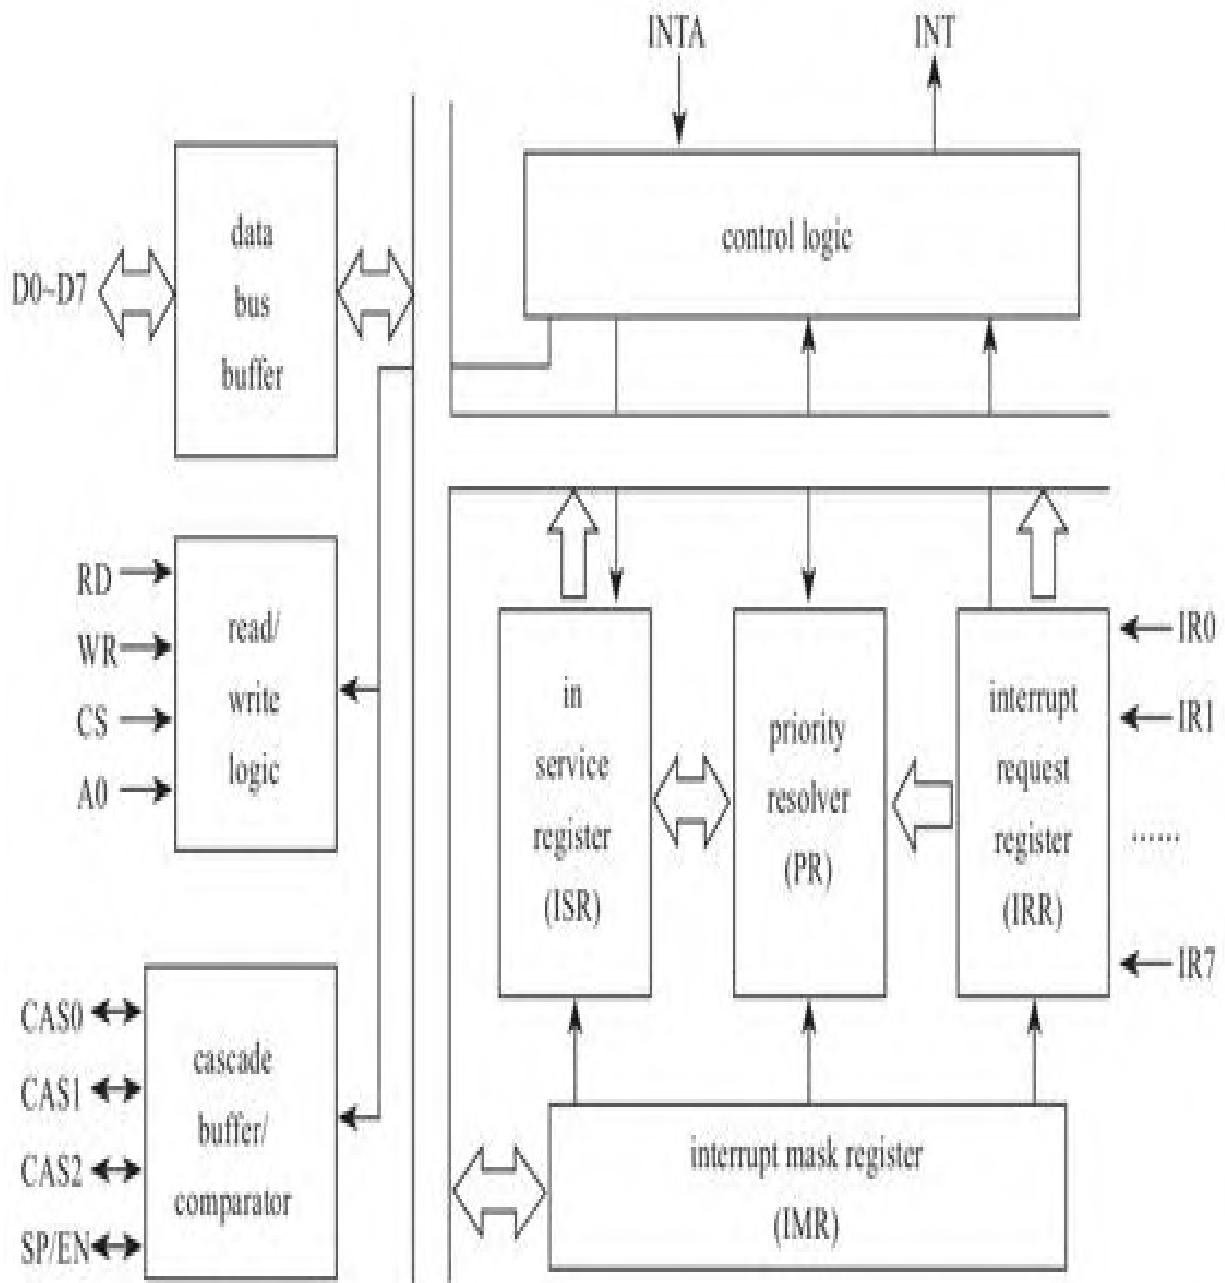 INTA
INT
control logic
data
bus
buffer
D0~D7
RD
WR
CS
A0
read/
write
logic
in
service
register
(ISR)
priority
resolver
(PR)
interrupt
request
register
(IRR)
IR0
IR1
......
IR7
CAS0
CAS1
CAS2
SP/EN
cascade
buffer/
comparator
interrupt mask register
(IMR)